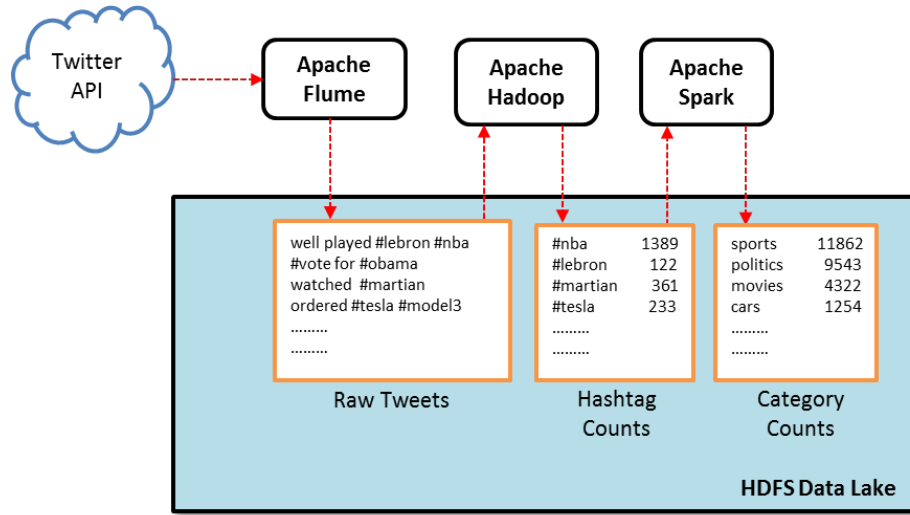 Twitter
API
Apache
Flume
Apache
Hadoop
Apache
Spark
well played #lebron #nba
#vote for #obama
watched #martian
ordered #tesla #model3
.........
.........
Raw Tweets
#nba 1389
#lebron 122
#martian 361
#tesla 233
.........
.........
Hashtag
Counts
sports 11862
politics 9543
movies 4322
cars 1254
.........
.........
Category
Counts
HDFS Data Lake